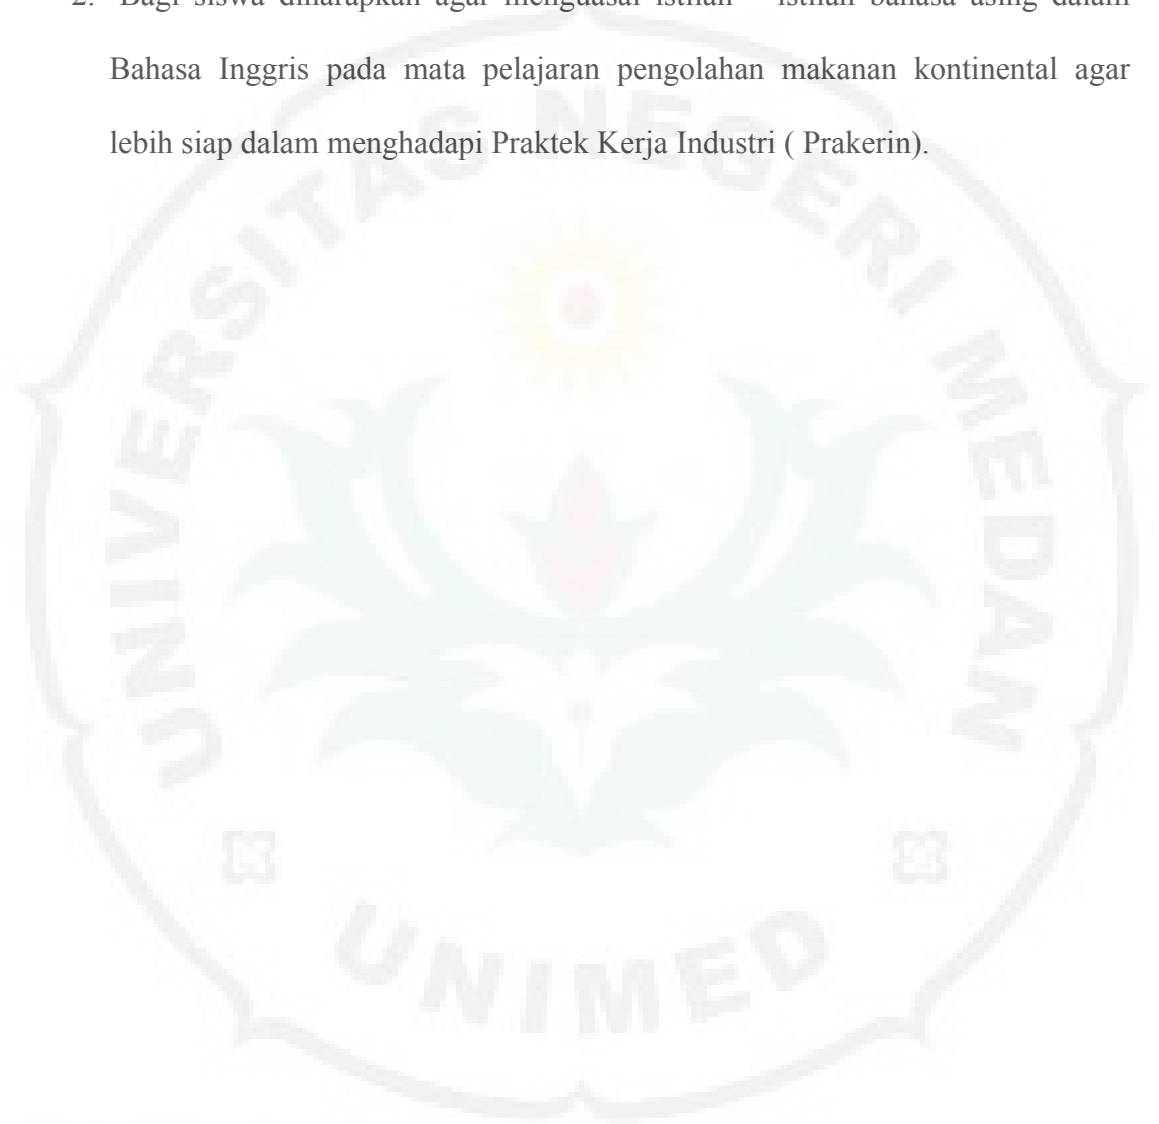 2. Bagi siswa diharapkan agar menguasai istilah – istilah bahasa asing dalam
Bahasa Inggris pada mata pelajaran pengolahan makanan kontinental agar
lebih siap dalam menghadapi Praktek Kerja Industri ( Prakerin).
UNIVERSITAS NEGERI MEDAN
UNIMED